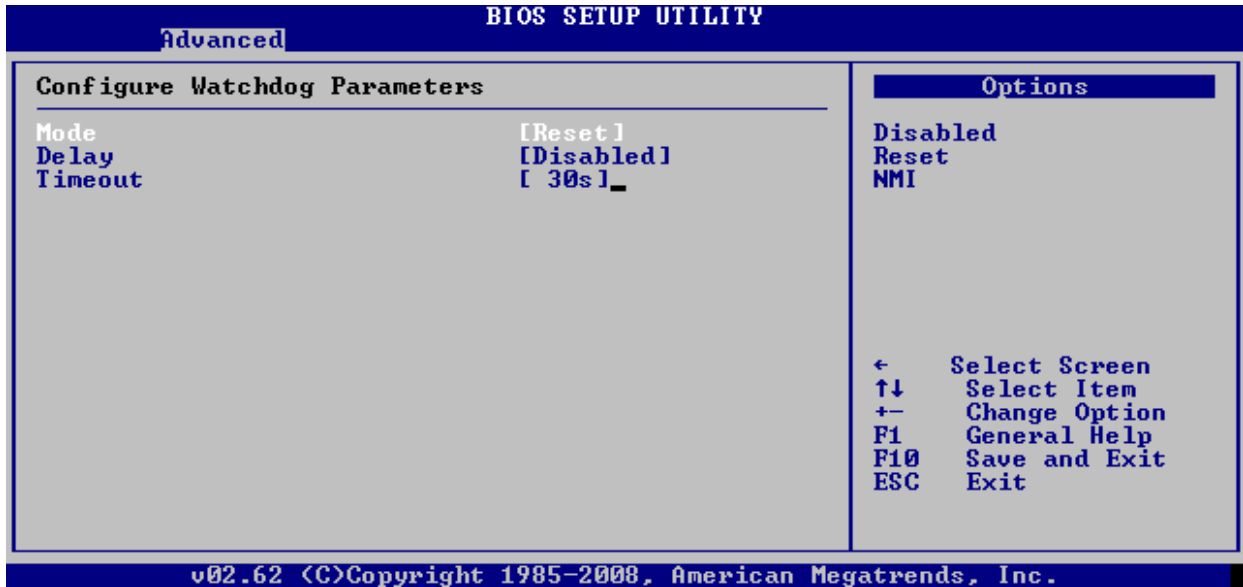 BIOS SETUP UTILITY
Advanced
Configure Watchdog Parameters
Mode [Reset]
Delay [Disabled]
Timeout [ 30s]_
Options
Disabled
Reset
NMI
← Select Screen
↑↓ Select Item
+- Change Option
F1 General Help
F10 Save and Exit
ESC Exit
v02.62 (C)Copyright 1985-2008, American Megatrends, Inc.